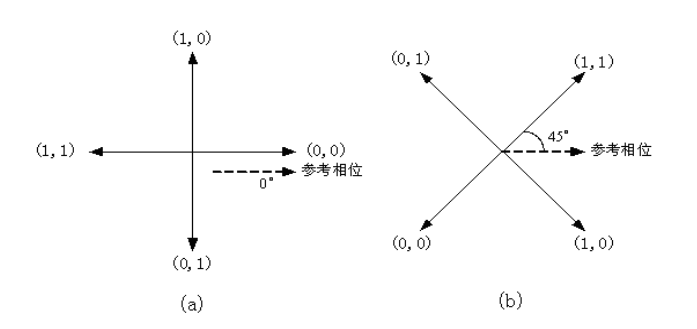 (1, 0)
(1, 1)
(0, 0)
参考相位
0°
(0, 1)
(a)
(0, 1)
(1, 1)
45°
参考相位
(0, 0)
(1, 0)
(b)